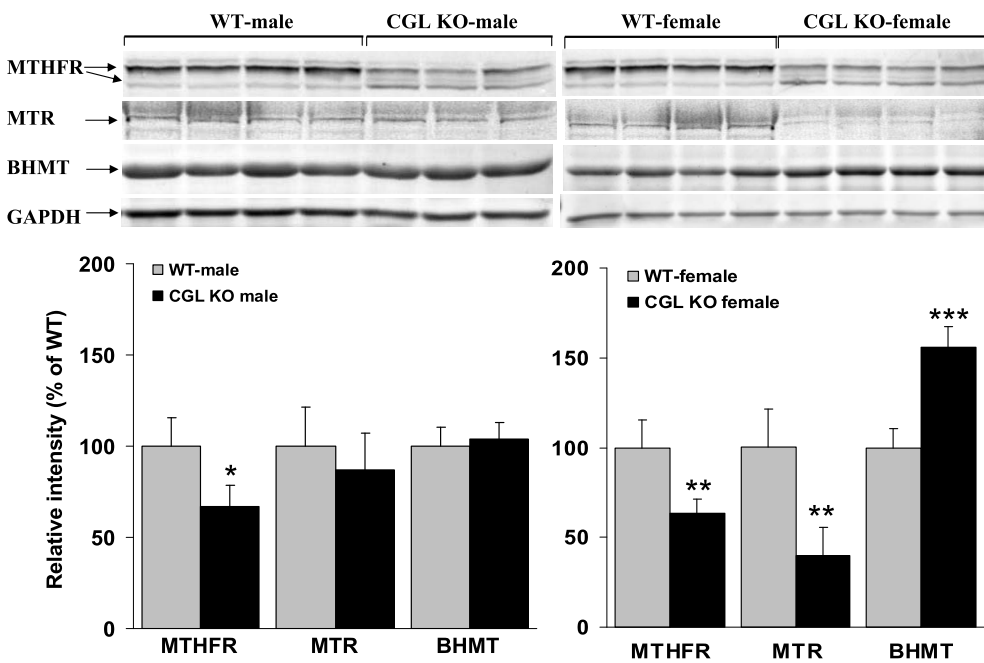 WT-male CGL KO-male WT-female CGL KO-female
MTHFR
MTR
BHMT
GAPDH
Relative intensity (% of WT)
200
150
100
50
0
WT-male
CGL KO male
*
MTHFR MTR BHMT
200
150
100
50
0
WT-female
CGL KO female
**
**
***
MTHFR MTR BHMT